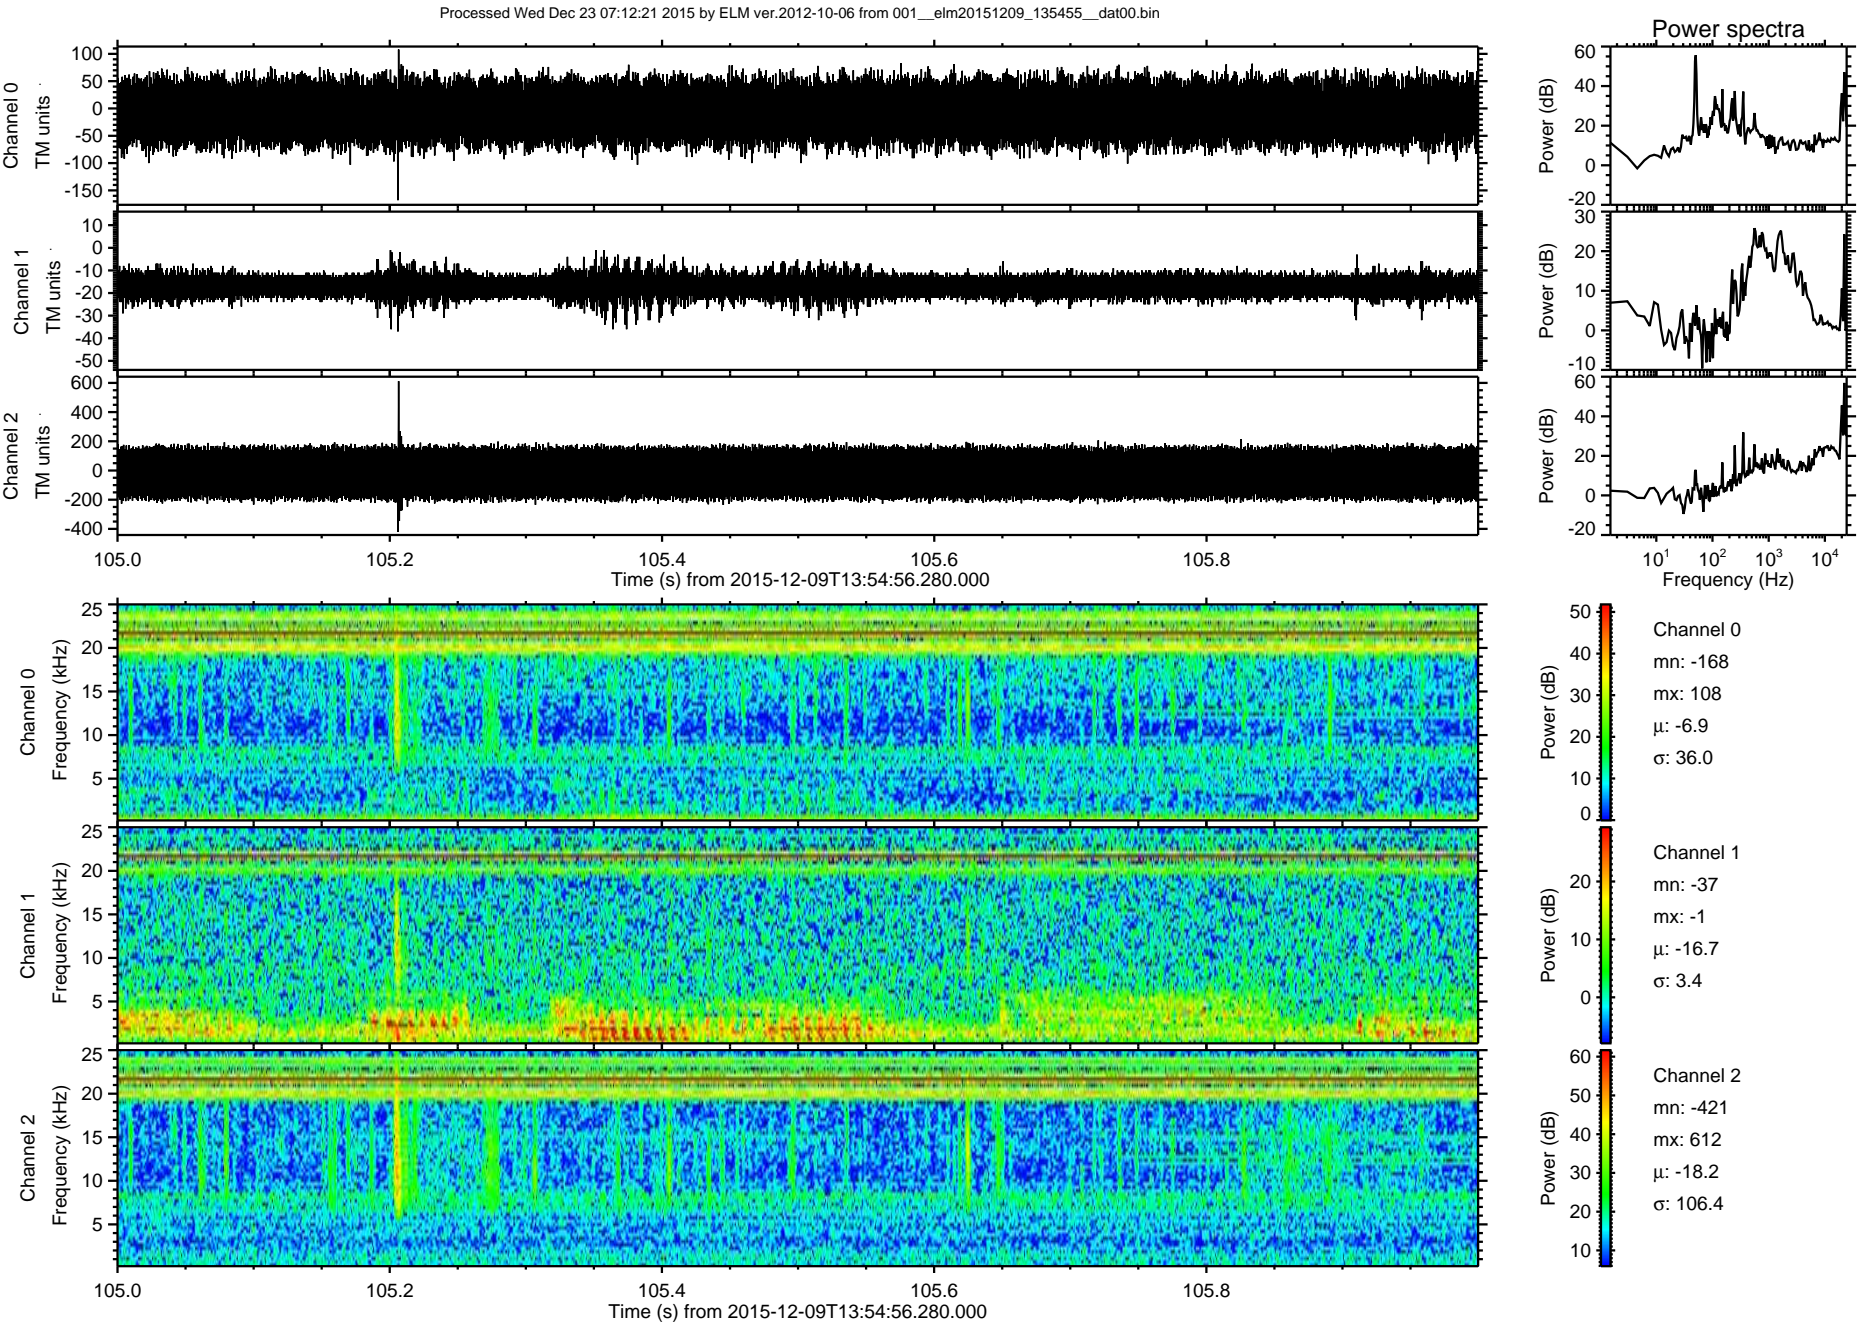 Processed Wed Dec 23 07:12:21 2015 by ELM ver.2012-10-06 from 001__elm20151209_135455__dat00.bin
Power spectra
Channel 0
TM units
100
50
0
-50
-100
-150
Power (dB)
60
40
20
0
-20
Channel 1
TM units
10
0
-10
-20
-30
-40
-50
Power (dB)
30
20
10
0
-10
Channel 2
TM units
600
400
200
0
-200
-400
Power (dB)
60
40
20
0
-20
105.0 105.2 105.4 105.6 105.8
Time (s) from 2015-12-09T13:54:56.280.000
10^1 10^2 10^3 10^4
Frequency (Hz)
Channel 0
Frequency (kHz)
25
20
15
10
5
Power (dB)
50
40
30
20
10
0
Channel 0
mn: -168
mx: 108
μ: -6.9
σ: 36.0
Channel 1
Frequency (kHz)
25
20
15
10
5
Power (dB)
20
10
0
Channel 1
mn: -37
mx: -1
μ: -16.7
σ: 3.4
Channel 2
Frequency (kHz)
25
20
15
10
5
Power (dB)
60
50
40
30
20
10
Channel 2
mn: -421
mx: 612
μ: -18.2
σ: 106.4
105.0 105.2 105.4 105.6 105.8
Time (s) from 2015-12-09T13:54:56.280.000